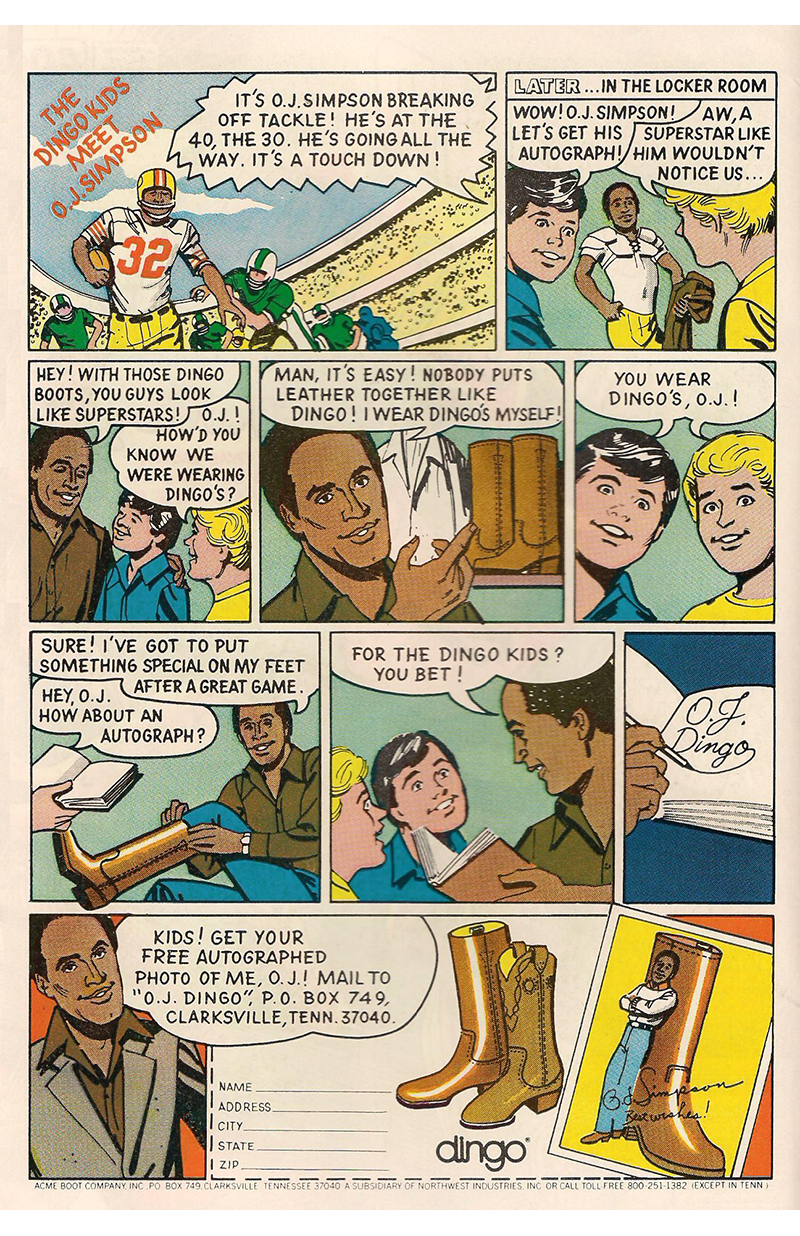 THE
DINGO KIDS
MEET
O.J. SIMPSON
IT'S O.J. SIMPSON BREAKING
OFF TACKLE! HE'S AT THE
40, THE 30. HE'S GOING ALL THE
WAY. IT'S A TOUCH DOWN!
32
LATER ...IN THE LOCKER ROOM
WOW! O.J. SIMPSON!
LET'S GET HIS
AUTOGRAPH!
AW, A
SUPERSTAR LIKE
HIM WOULDN'T
NOTICE US...
HEY! WITH THOSE DINGO
BOOTS, YOU GUYS LOOK
LIKE SUPERSTARS!
O.J.!
HOW'D YOU
KNOW WE
WERE WEARING
DINGO'S?
MAN, IT'S EASY! NOBODY PUTS
LEATHER TOGETHER LIKE
DINGO! I WEAR DINGO'S MYSELF!
YOU WEAR
DINGO'S, O.J.!
SURE! I'VE GOT TO PUT
SOMETHING SPECIAL ON MY FEET
AFTER A GREAT GAME.
HEY, O.J.
HOW ABOUT AN
AUTOGRAPH?
FOR THE DINGO KIDS?
YOU BET!
O.J.
Dingo
KIDS! GET YOUR
FREE AUTOGRAPHED
PHOTO OF ME, O.J.! MAIL TO
"O.J. DINGO", P.O. BOX 749,
CLARKSVILLE, TENN. 37040.
NAME
ADDRESS
CITY
STATE
ZIP
dingo®
O.J. Simpson
Best wishes!
ACME BOOT COMPANY, INC. P.O. BOX 749, CLARKSVILLE, TENNESSEE 37040 A SUBSIDIARY OF NORTHWEST INDUSTRIES, INC. OR CALL TOLL FREE 800-251-1382 (EXCEPT IN TENN.)